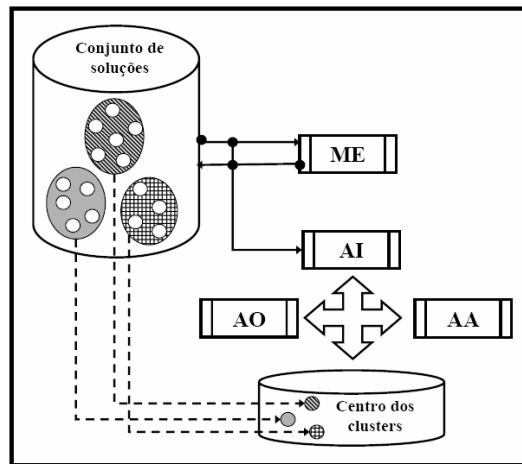 Conjunto de
soluções
ME
AI
AO
AA
Centro dos
clusters